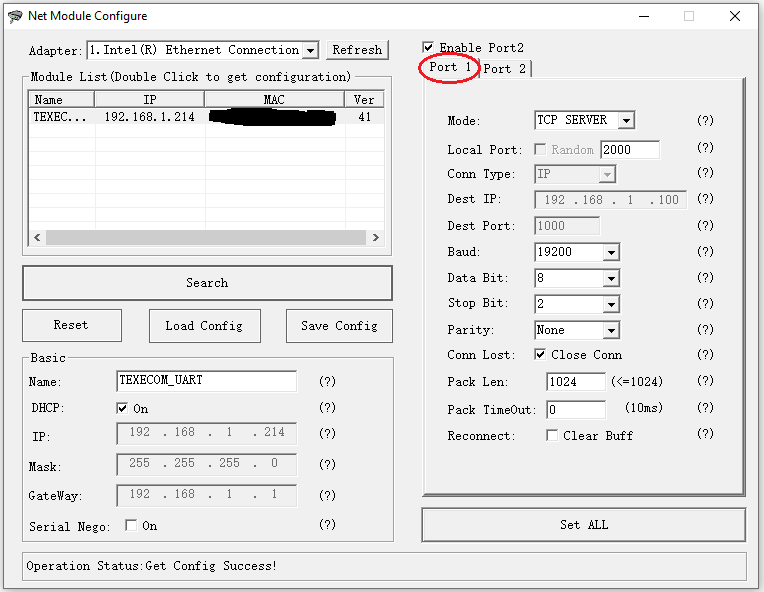 Net Module Configure
Adapter: 1.Intel(R) Ethernet Connection Refresh
Module List(Double Click to get configuration)
Name IP MAC Ver
TEXEC... 192.168.1.214 41
Search
Reset Load Config Save Config
Basic
Name: TEXECOM_UART (?)
DHCP: On (?)
IP: 192 . 168 . 1 . 214 (?)
Mask: 255 . 255 . 255 . 0 (?)
GateWay: 192 . 168 . 1 . 1 (?)
Serial Nego: On (?)
Enable Port2
Port 1 Port 2
Mode: TCP SERVER (?)
Local Port: Random 2000 (?)
Conn Type: IP (?)
Dest IP: 192 . 168 . 1 . 100 (?)
Dest Port: 1000 (?)
Baud: 19200 (?)
Data Bit: 8 (?)
Stop Bit: 2 (?)
Parity: None (?)
Conn Lost: Close Conn (?)
Pack Len: 1024 (<=1024) (?)
Pack TimeOut: 0 (10ms) (?)
Reconnect: Clear Buff (?)
Set ALL
Operation Status:Get Config Success!